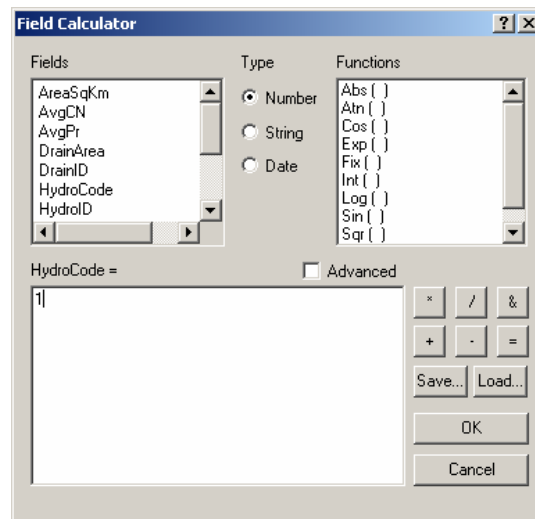 Field Calculator
Fields
Type
Functions
AreaSqKm
AvgCN
AvgPr
DrainArea
DrainID
HydroCode
HydroID
Number
String
Date
Abs ( )
Atn ( )
Cos ( )
Exp ( )
Fix ( )
Int ( )
Log ( )
Sin ( )
Sqr ( )
HydroCode =
Advanced
1
* / &
+ - =
Save... Load...
OK
Cancel